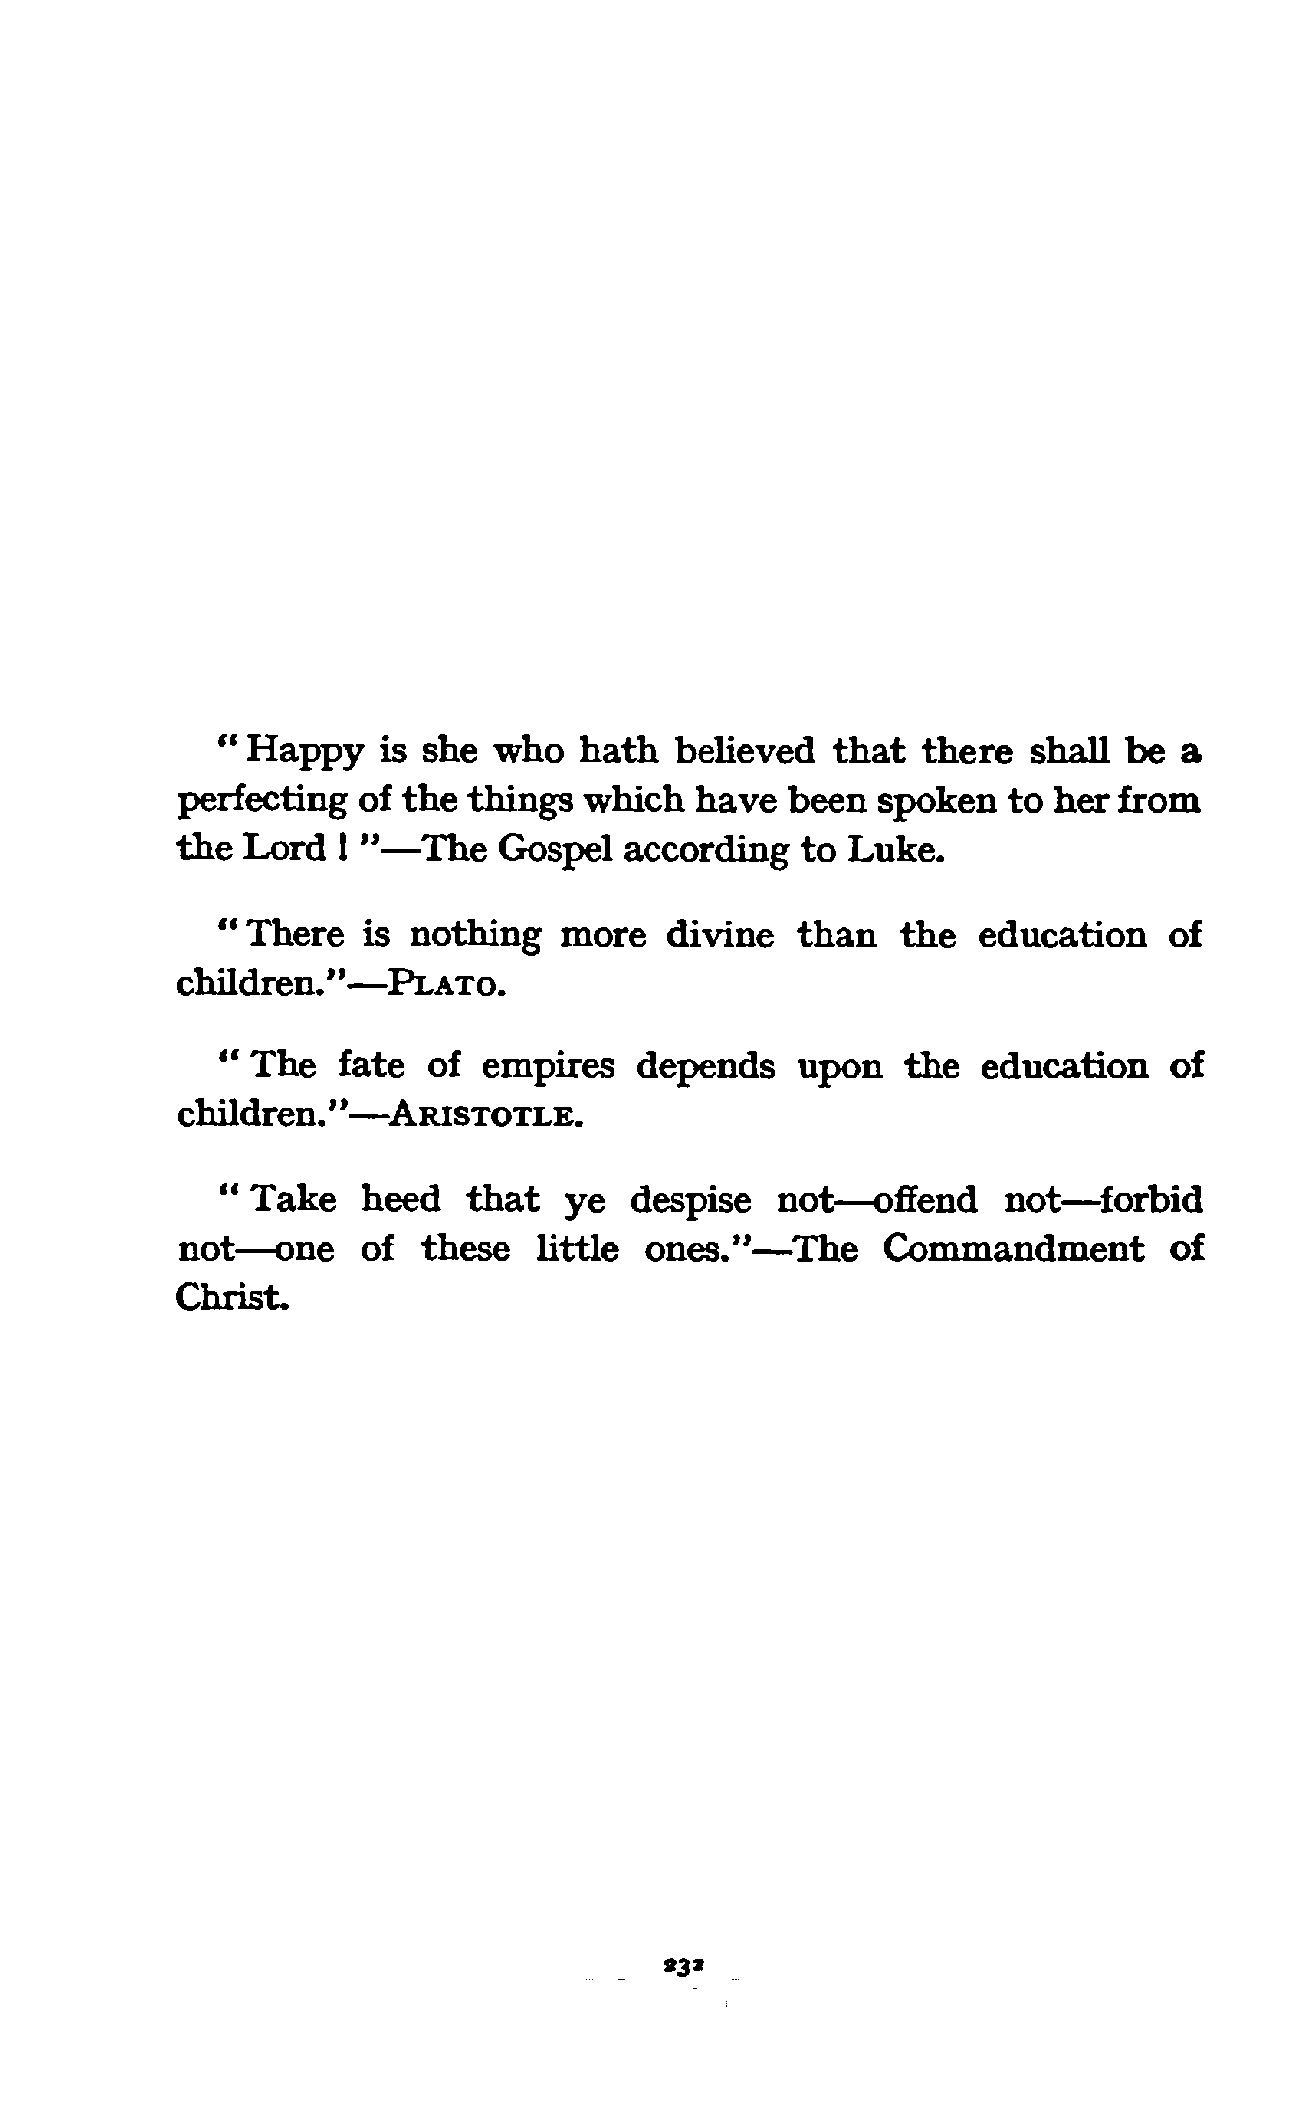 “ Happy is she who hath believed that there shall be a
perfecting of the things which have been spoken to her from
the Lord ! ”—The Gospel according to Luke.
“ There is nothing more divine than the education of
children.”—PLATO.
“ The fate of empires depends upon the education of
children.”—ARISTOTLE.
“ Take heed that ye despise not—offend not—forbid
not—one of these little ones.”—The Commandment of
Christ.
232